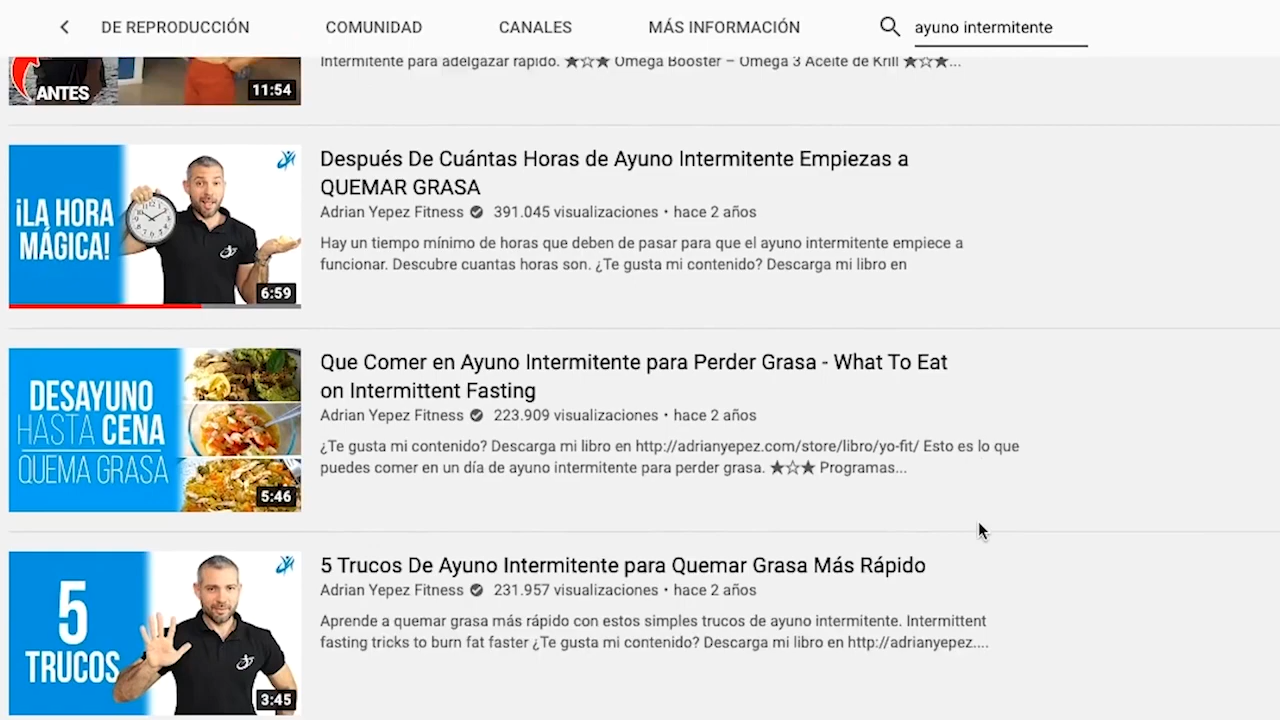 DE REPRODUCCIÓN
COMUNIDAD
CANALES
MÁS INFORMACIÓN
ayuno intermitente
ANTES
11:54
Intermitente para adelgazar rápido. ★☆★ Omega Booster – Omega 3 Aceite de Krill ★☆★...
¡LA HORA
MÁGICA!
6:59
Después De Cuántas Horas de Ayuno Intermitente Empiezas a
QUEMAR GRASA
Adrian Yepez Fitness 391.045 visualizaciones • hace 2 años
Hay un tiempo mínimo de horas que deben de pasar para que el ayuno intermitente empiece a
funcionar. Descubre cuantas horas son. ¿Te gusta mi contenido? Descarga mi libro en
DESAYUNO
HASTA CENA
QUEMA GRASA
5:46
Que Comer en Ayuno Intermitente para Perder Grasa - What To Eat
on Intermittent Fasting
Adrian Yepez Fitness 223.909 visualizaciones • hace 2 años
¿Te gusta mi contenido? Descarga mi libro en http://adrianyepez.com/store/libro/yo-fit/ Esto es lo que
puedes comer en un día de ayuno intermitente para perder grasa. ★☆★ Programas...
5
TRUCOS
3:45
5 Trucos De Ayuno Intermitente para Quemar Grasa Más Rápido
Adrian Yepez Fitness 231.957 visualizaciones • hace 2 años
Aprende a quemar grasa más rápido con estos simples trucos de ayuno intermitente. Intermittent
fasting tricks to burn fat faster ¿Te gusta mi contenido? Descarga mi libro en http://adrianyepez....